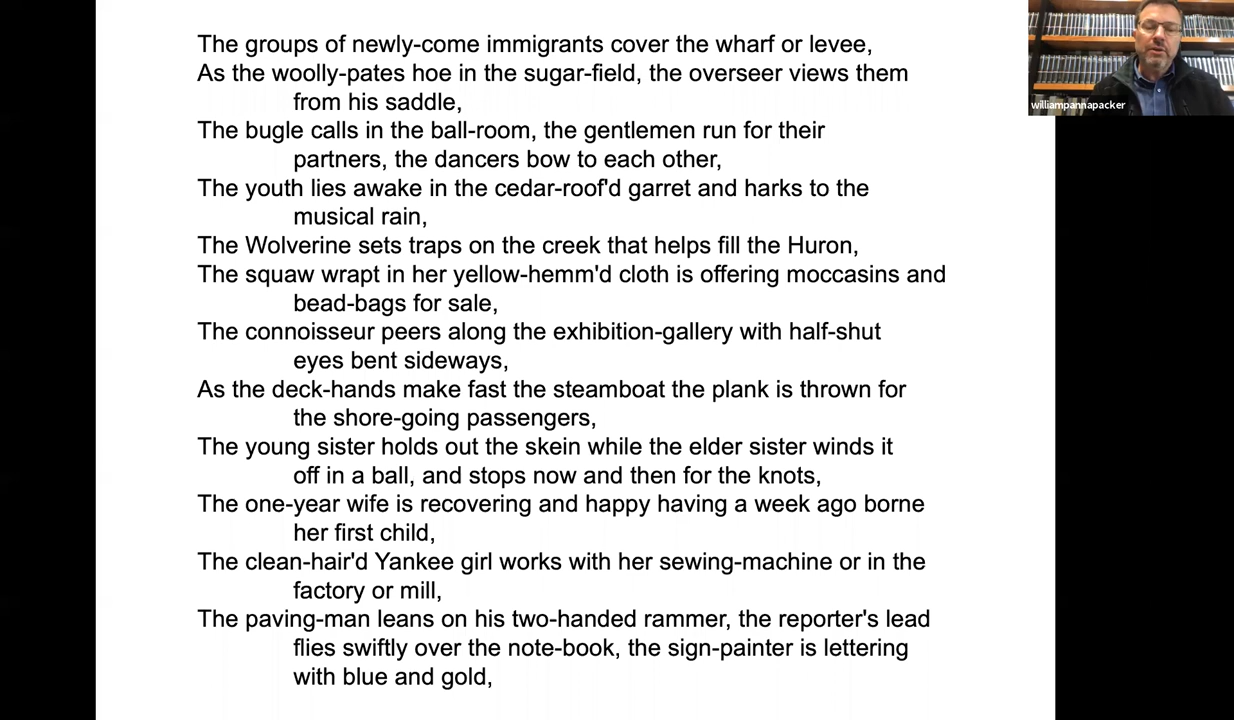 The groups of newly-come immigrants cover the wharf or levee,
As the woolly-pates hoe in the sugar-field, the overseer views them
from his saddle,
The bugle calls in the ball-room, the gentlemen run for their
partners, the dancers bow to each other,
The youth lies awake in the cedar-roof'd garret and harks to the
musical rain,
The Wolverine sets traps on the creek that helps fill the Huron,
The squaw wrapt in her yellow-hemm'd cloth is offering moccasins and
bead-bags for sale,
The connoisseur peers along the exhibition-gallery with half-shut
eyes bent sideways,
As the deck-hands make fast the steamboat the plank is thrown for
the shore-going passengers,
The young sister holds out the skein while the elder sister winds it
off in a ball, and stops now and then for the knots,
The one-year wife is recovering and happy having a week ago borne
her first child,
The clean-hair'd Yankee girl works with her sewing-machine or in the
factory or mill,
The paving-man leans on his two-handed rammer, the reporter's lead
flies swiftly over the note-book, the sign-painter is lettering
with blue and gold,
williampannapacker